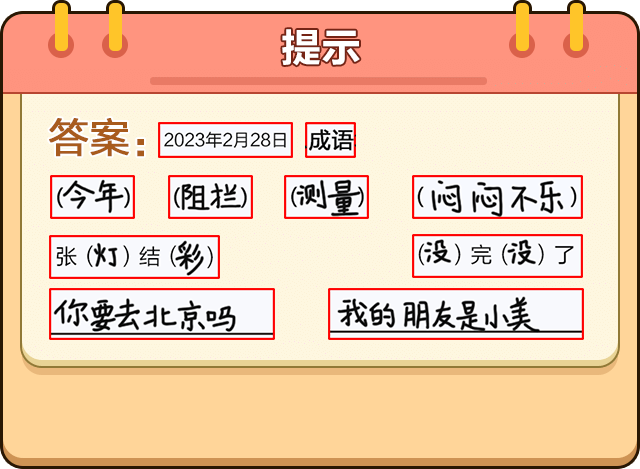 提示
答案： 2023年2月28日 成语
(今年) (阻拦) (测量) (闷闷不乐)
张(灯)结(彩) (没)完(没)了
你要去北京吗 我的朋友是小美